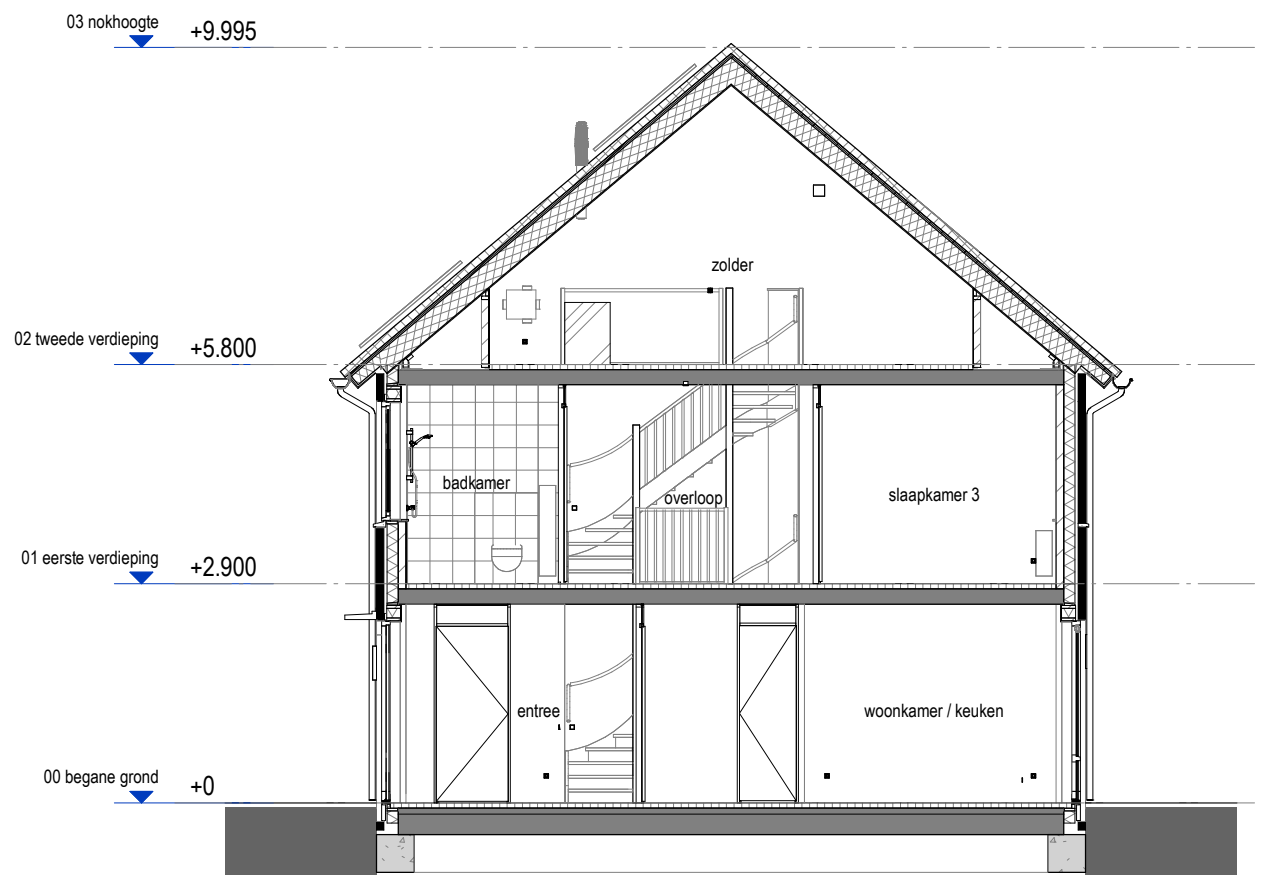 03 nokhoogte
+9.995
zolder
02 tweede verdieping
+5.800
badkamer
overloop
slaapkamer 3
01 eerste verdieping
+2.900
entree
woonkamer / keuken
00 begane grond
+0